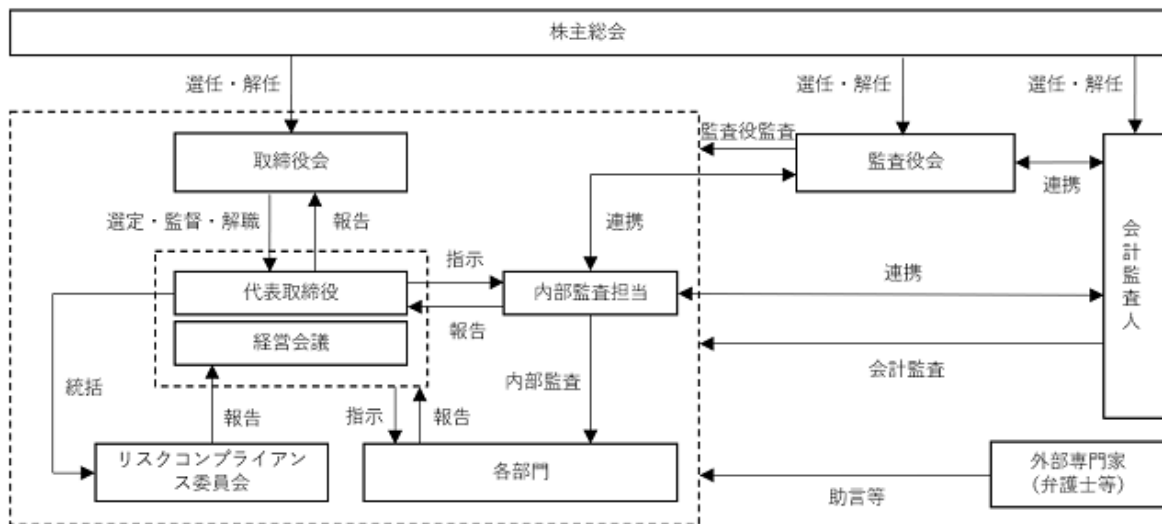 株主総会
選任・解任
選任・解任
選任・解任
監査役監査
取締役会
監査役会
連携
選定・監督・解職
報告
連携
会計監査人
指示
連携
代表取締役
内部監査担当
報告
経営会議
会計監査
内部監査
統括
報告
指示
報告
リスクコンプライアン
ス委員会
各部門
外部専門家
(弁護士等)
助言等